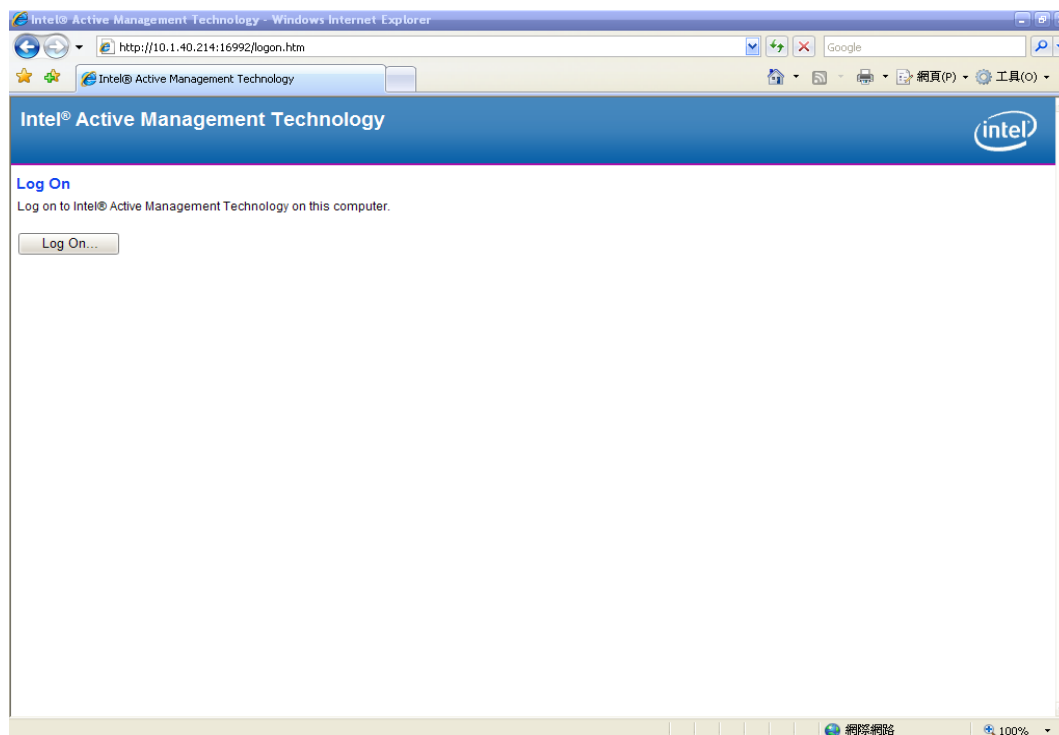 Intel® Active Management Technology - Windows Internet Explorer
http://10.1.40.214:16992/logon.htm
Google
Intel® Active Management Technology
網頁(P)
工具(O)
Intel® Active Management Technology
intel
Log On
Log on to Intel® Active Management Technology on this computer.
Log On...
網際網路
100%